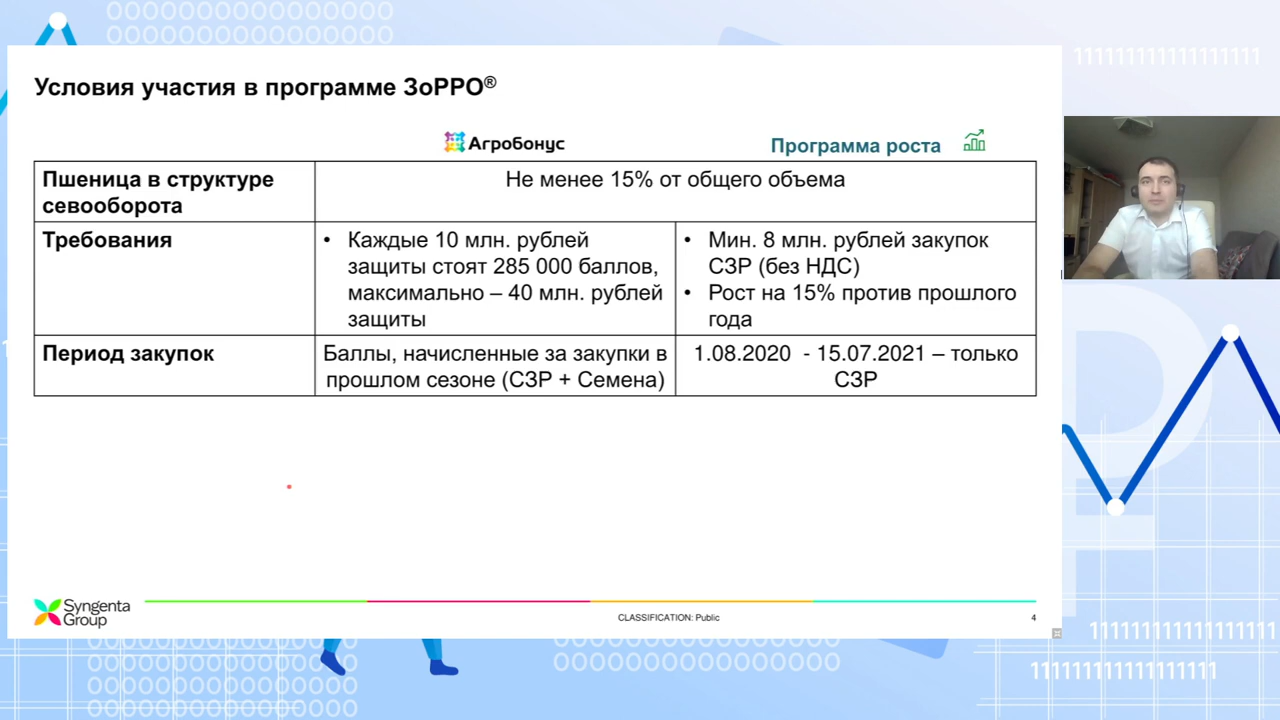 OOOOOOOOOOOOOOOO
OOOOOOOOOOOOOOOO
1111111111111111
Условия участия в программе ЗоРРО®
Агробонус
Программа роста
Пшеница в структуре
севооборота
Не менее 15% от общего объема
Требования
• Каждые 10 млн. рублей
защиты стоят 285 000 баллов,
максимально – 40 млн. рублей
защиты
• Мин. 8 млн. рублей закупок
СЗР (без НДС)
• Рост на 15% против прошлого
года
Период закупок
Баллы, начисленные за закупки в
прошлом сезоне (СЗР + Семена)
1.08.2020 - 15.07.2021 – только
СЗР
Syngenta
Group
CLASSIFICATION: Public
4